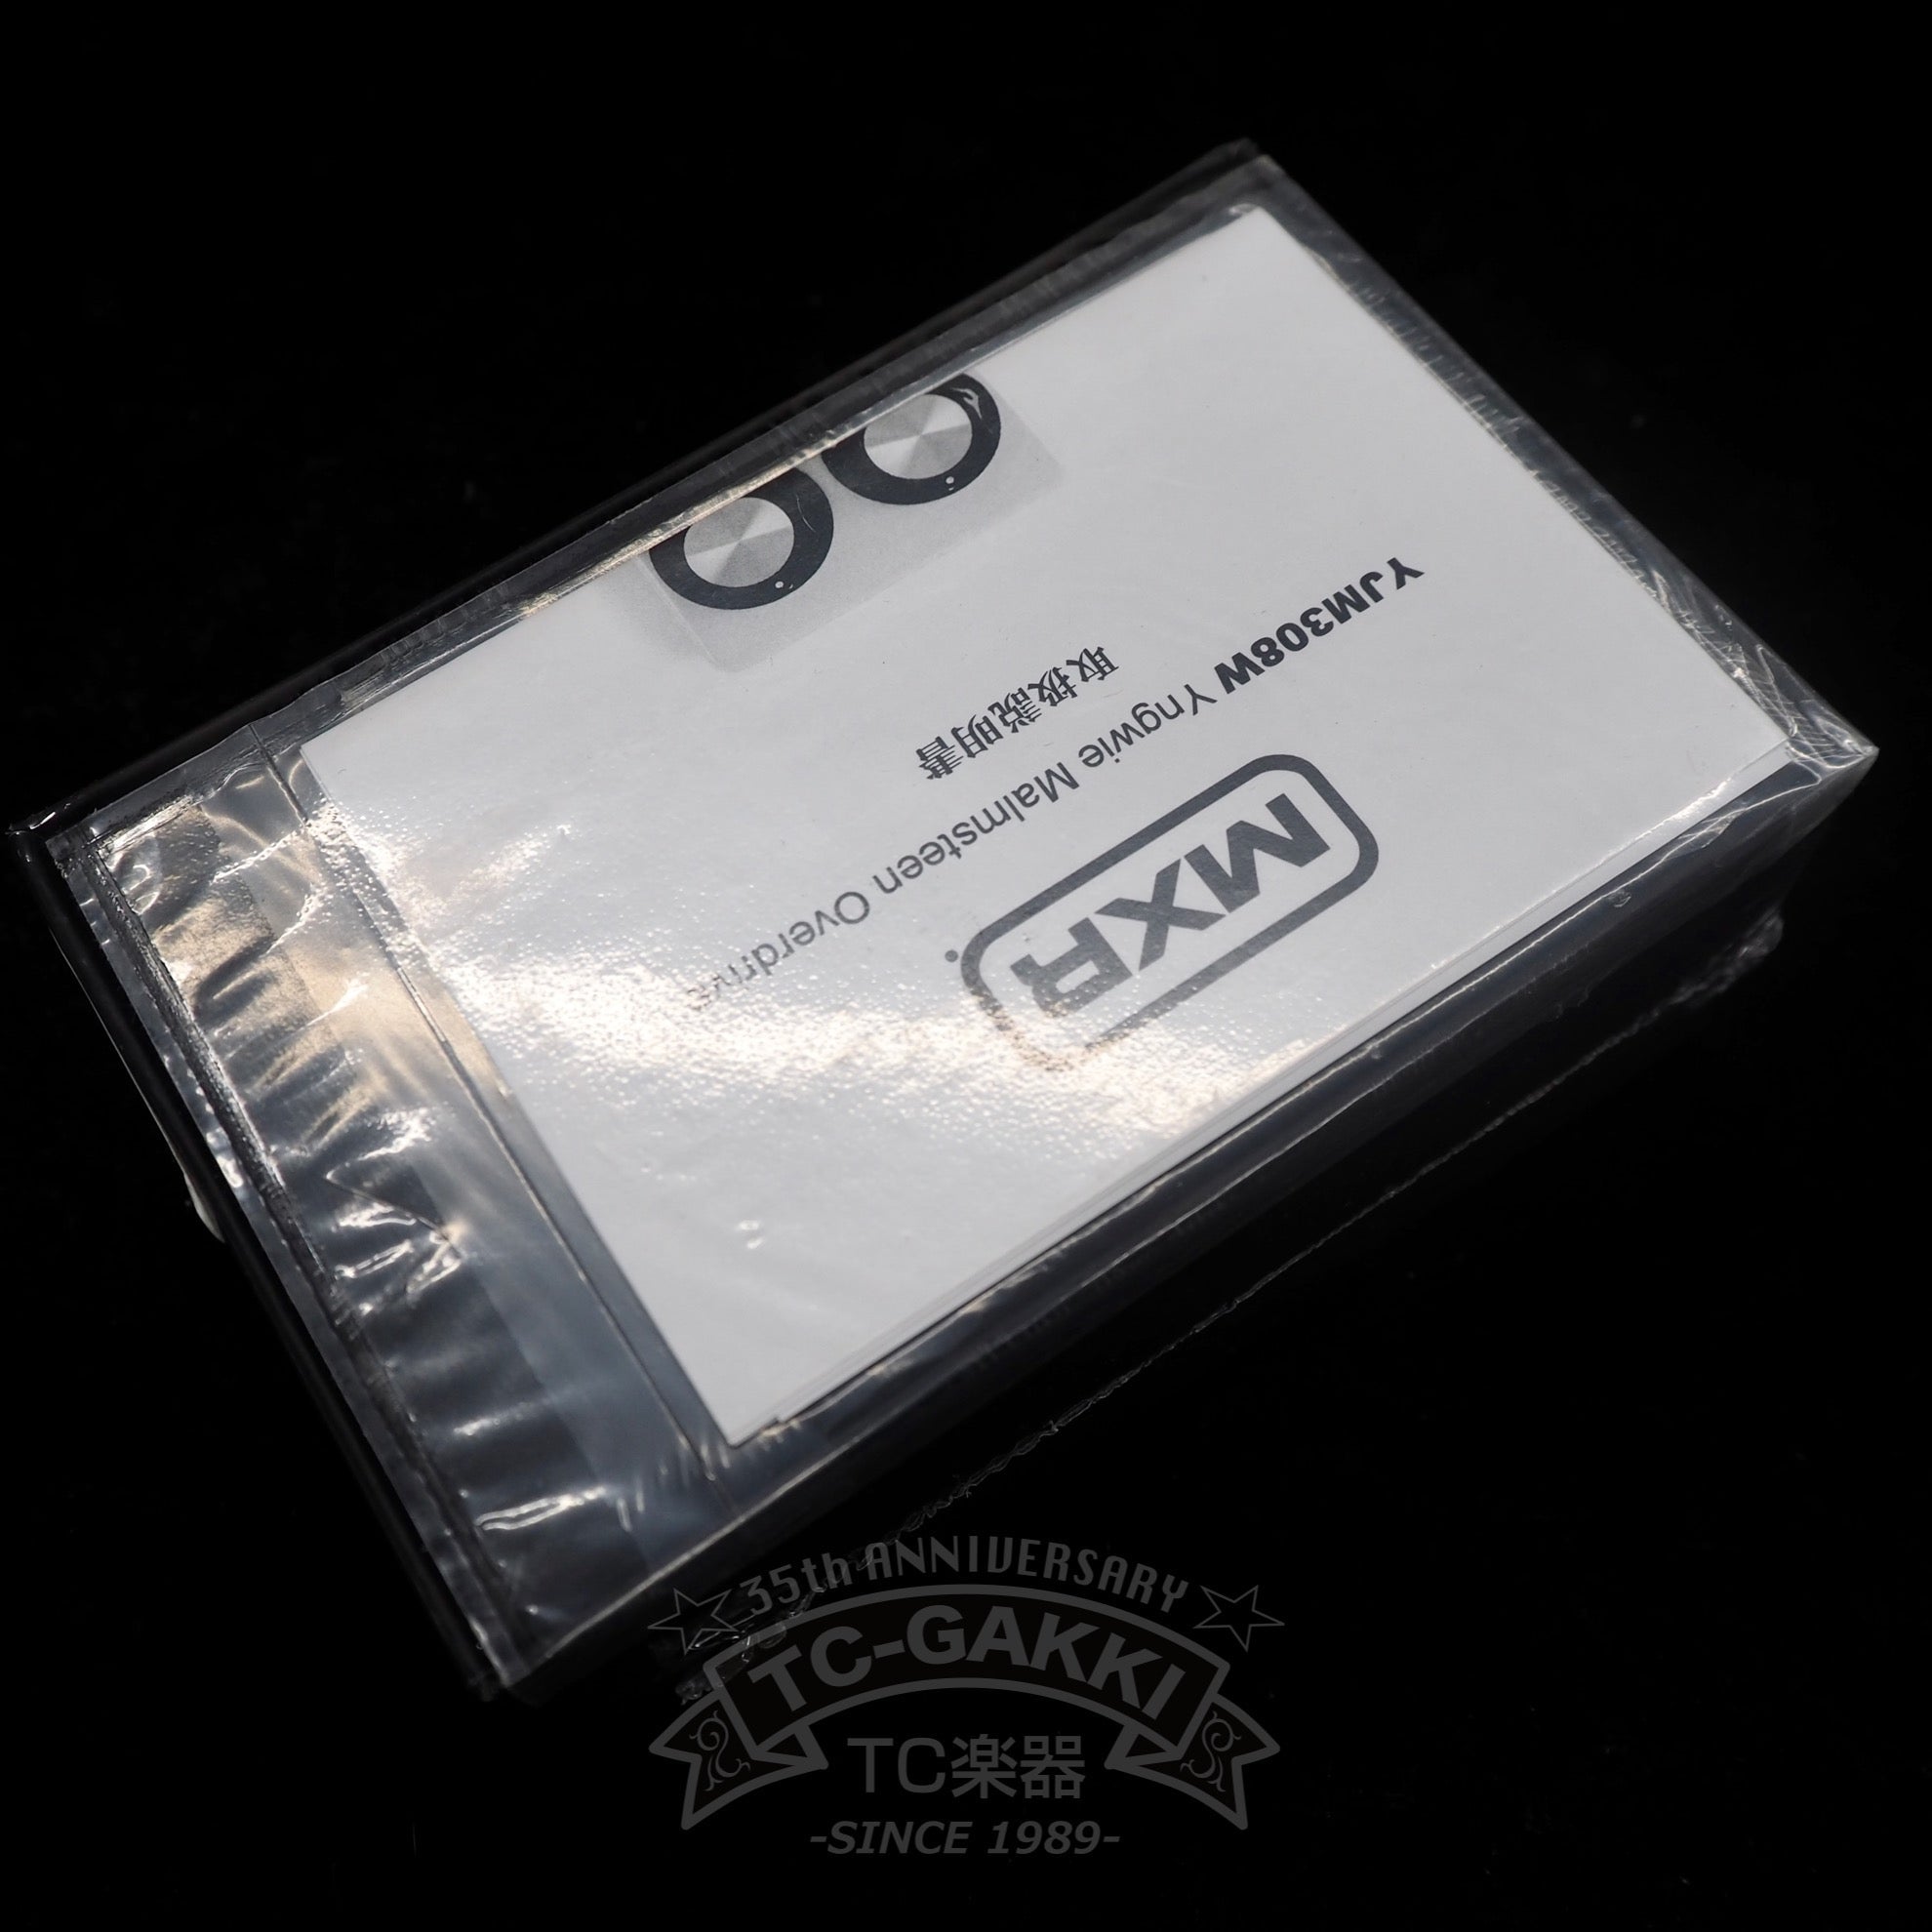 MXR.
YJM308W Yngwie Malmsteen Overdrive
取扱説明書
35th ANNIVERSARY
TC-GAKKI
TC楽器
-SINCE 1989-